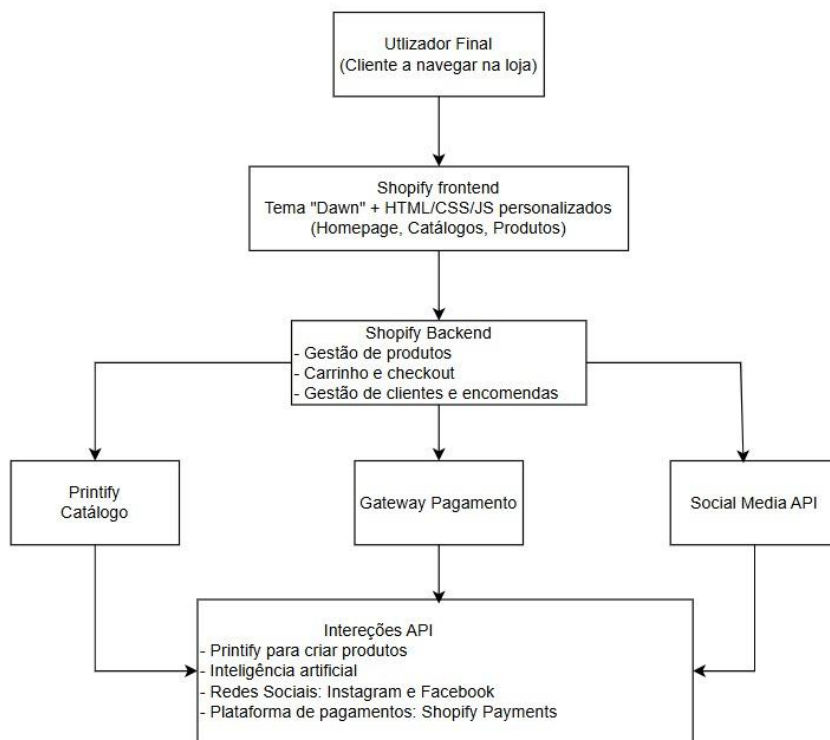 Utlizador Final
(Cliente a navegar na loja)
Shopify frontend
Tema "Dawn" + HTML/CSS/JS personalizados
(Homepage, Catálogos, Produtos)
Shopify Backend
- Gestão de produtos
- Carrinho e checkout
- Gestão de clientes e encomendas
Printify
Catálogo
Gateway Pagamento
Social Media API
Intereções API
- Printify para criar produtos
- Inteligência artificial
- Redes Sociais: Instagram e Facebook
- Plataforma de pagamentos: Shopify Payments